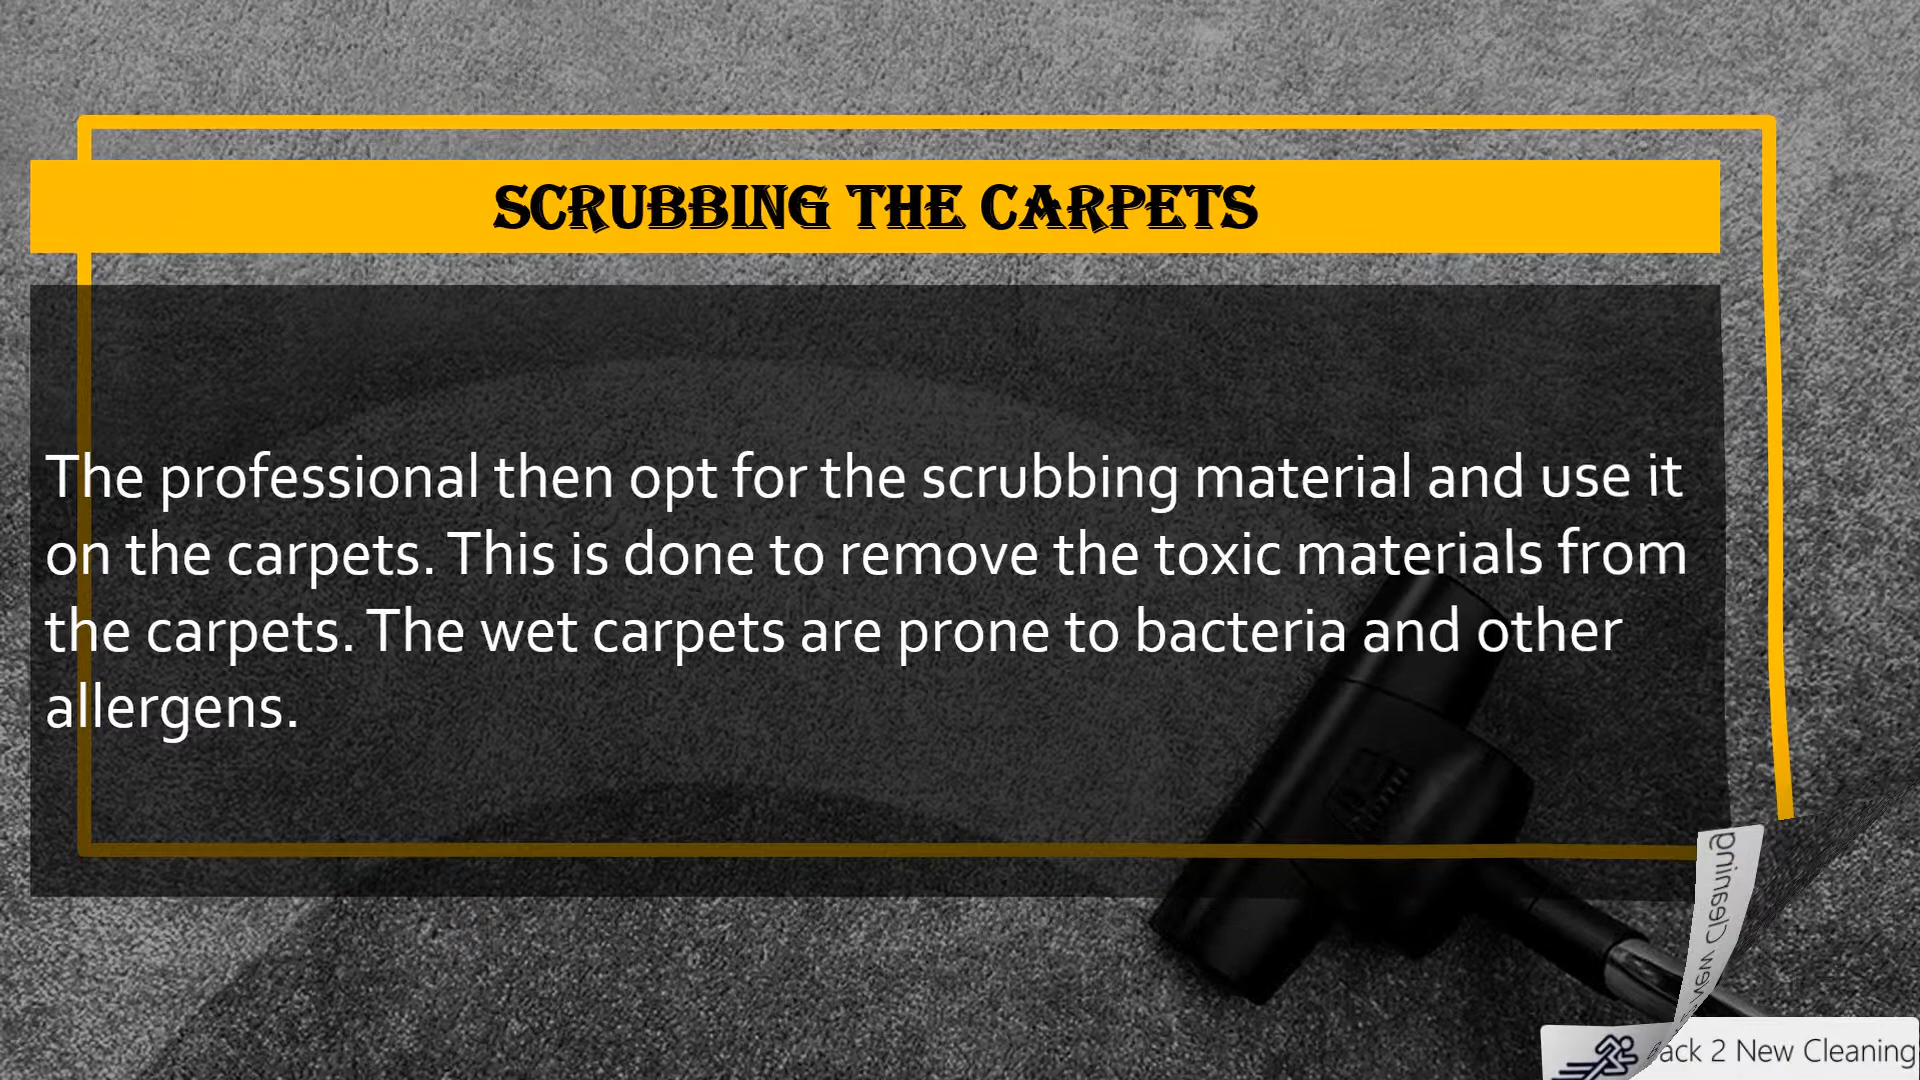 SCRUBBING THE CARPETS
The professional then opt for the scrubbing material and use it
on the carpets. This is done to remove the toxic materials from
the carpets. The wet carpets are prone to bacteria and other
allergens.
New Cleaning
ack 2 New Cleaning